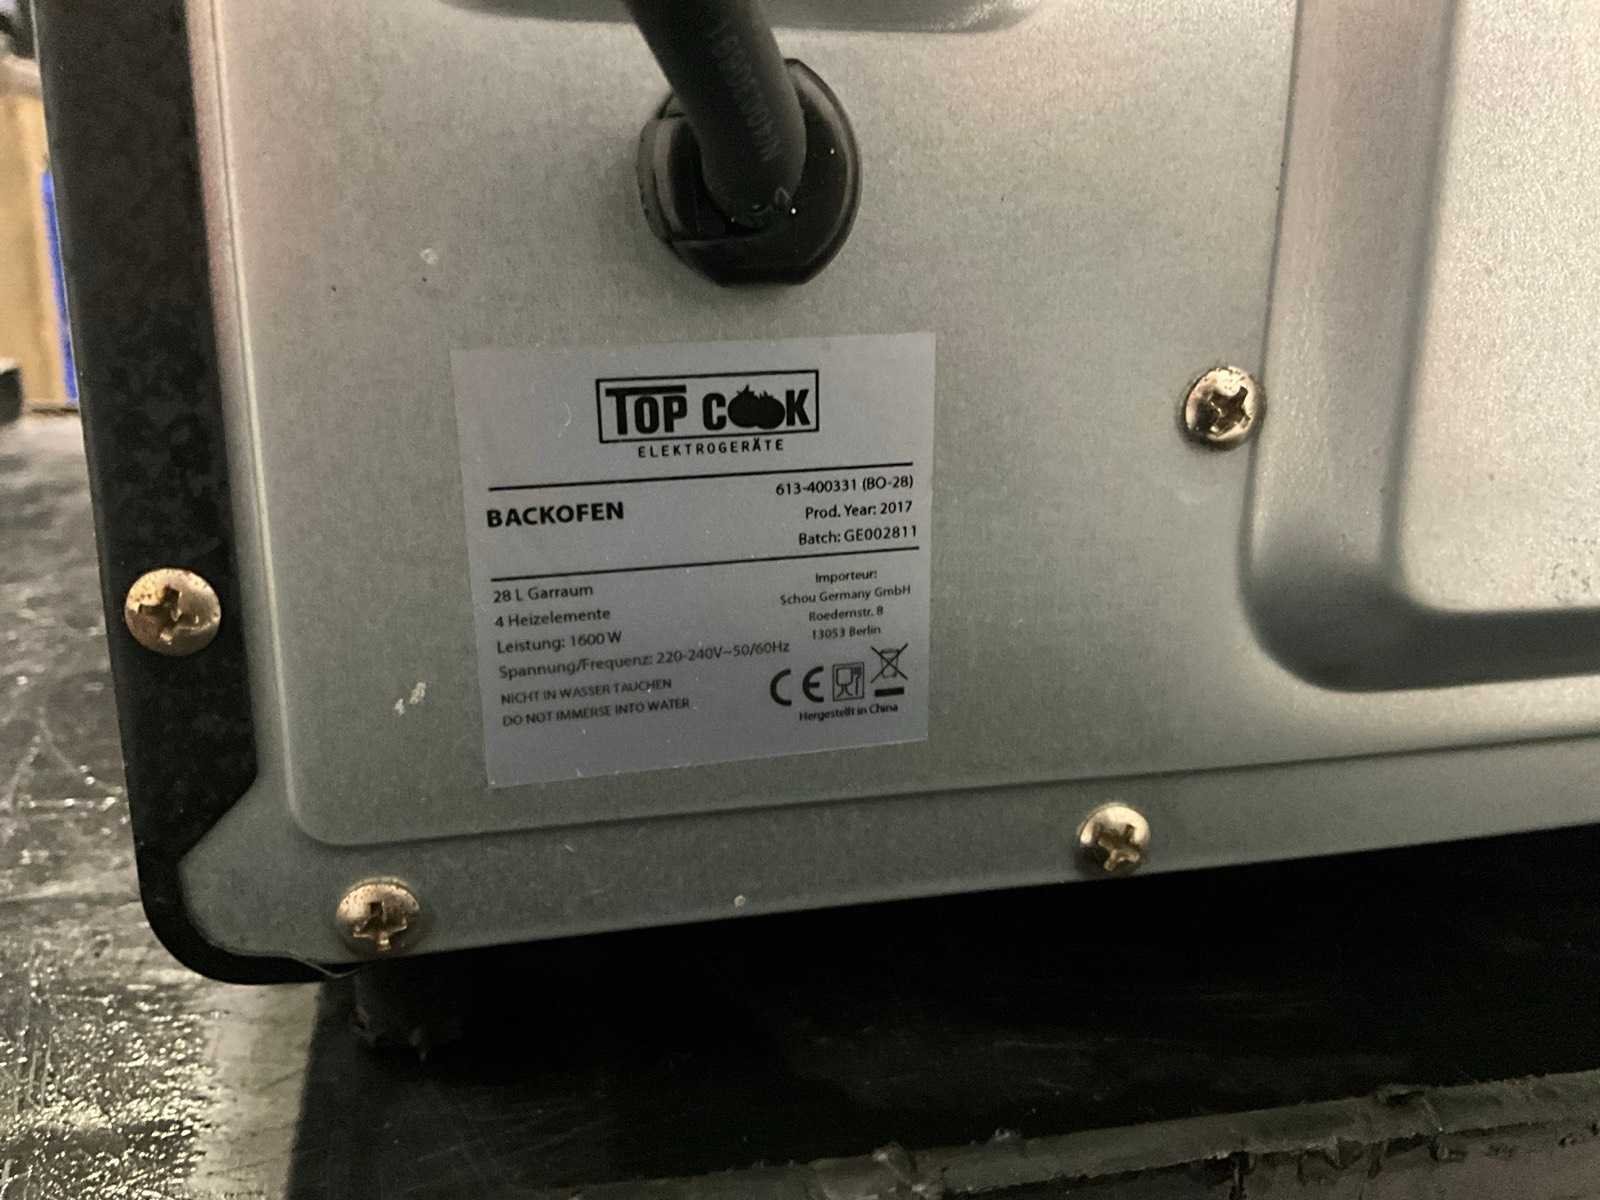 TOP COOK
ELEKTROGERÄTE
BACKOFEN
613-400331 (BO-28)
Prod. Year: 2017
Batch: GE002811
28 L Garraum
4 Heizelemente
Leistung: 1600 W
Spannung/Frequenz: 220-240V~50/60Hz
NICHT IN WASSER TAUCHEN
DO NOT IMMERSE INTO WATER
Importeur:
Schou Germany GmbH
Roedernstr. 8
13053 Berlin
CE
Hergestellt in China